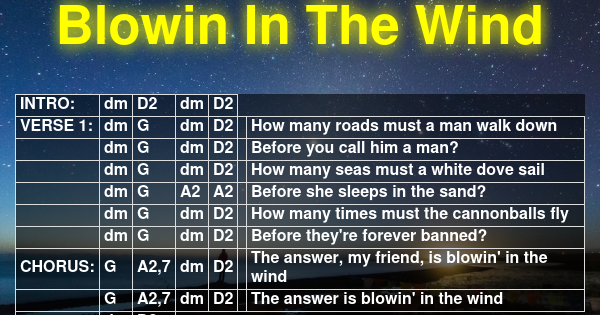 Blowin In The Wind
INTRO: dm D2 dm D2
VERSE 1: dm G dm D2 How many roads must a man walk down
dm G dm D2 Before you call him a man?
dm G dm D2 How many seas must a white dove sail
dm G A2 A2 Before she sleeps in the sand?
dm G dm D2 How many times must the cannonballs fly
dm G dm D2 Before they're forever banned?
CHORUS: G A2,7 dm D2 The answer, my friend, is blowin' in the
wind
G A2,7 dm D2 The answer is blowin' in the wind